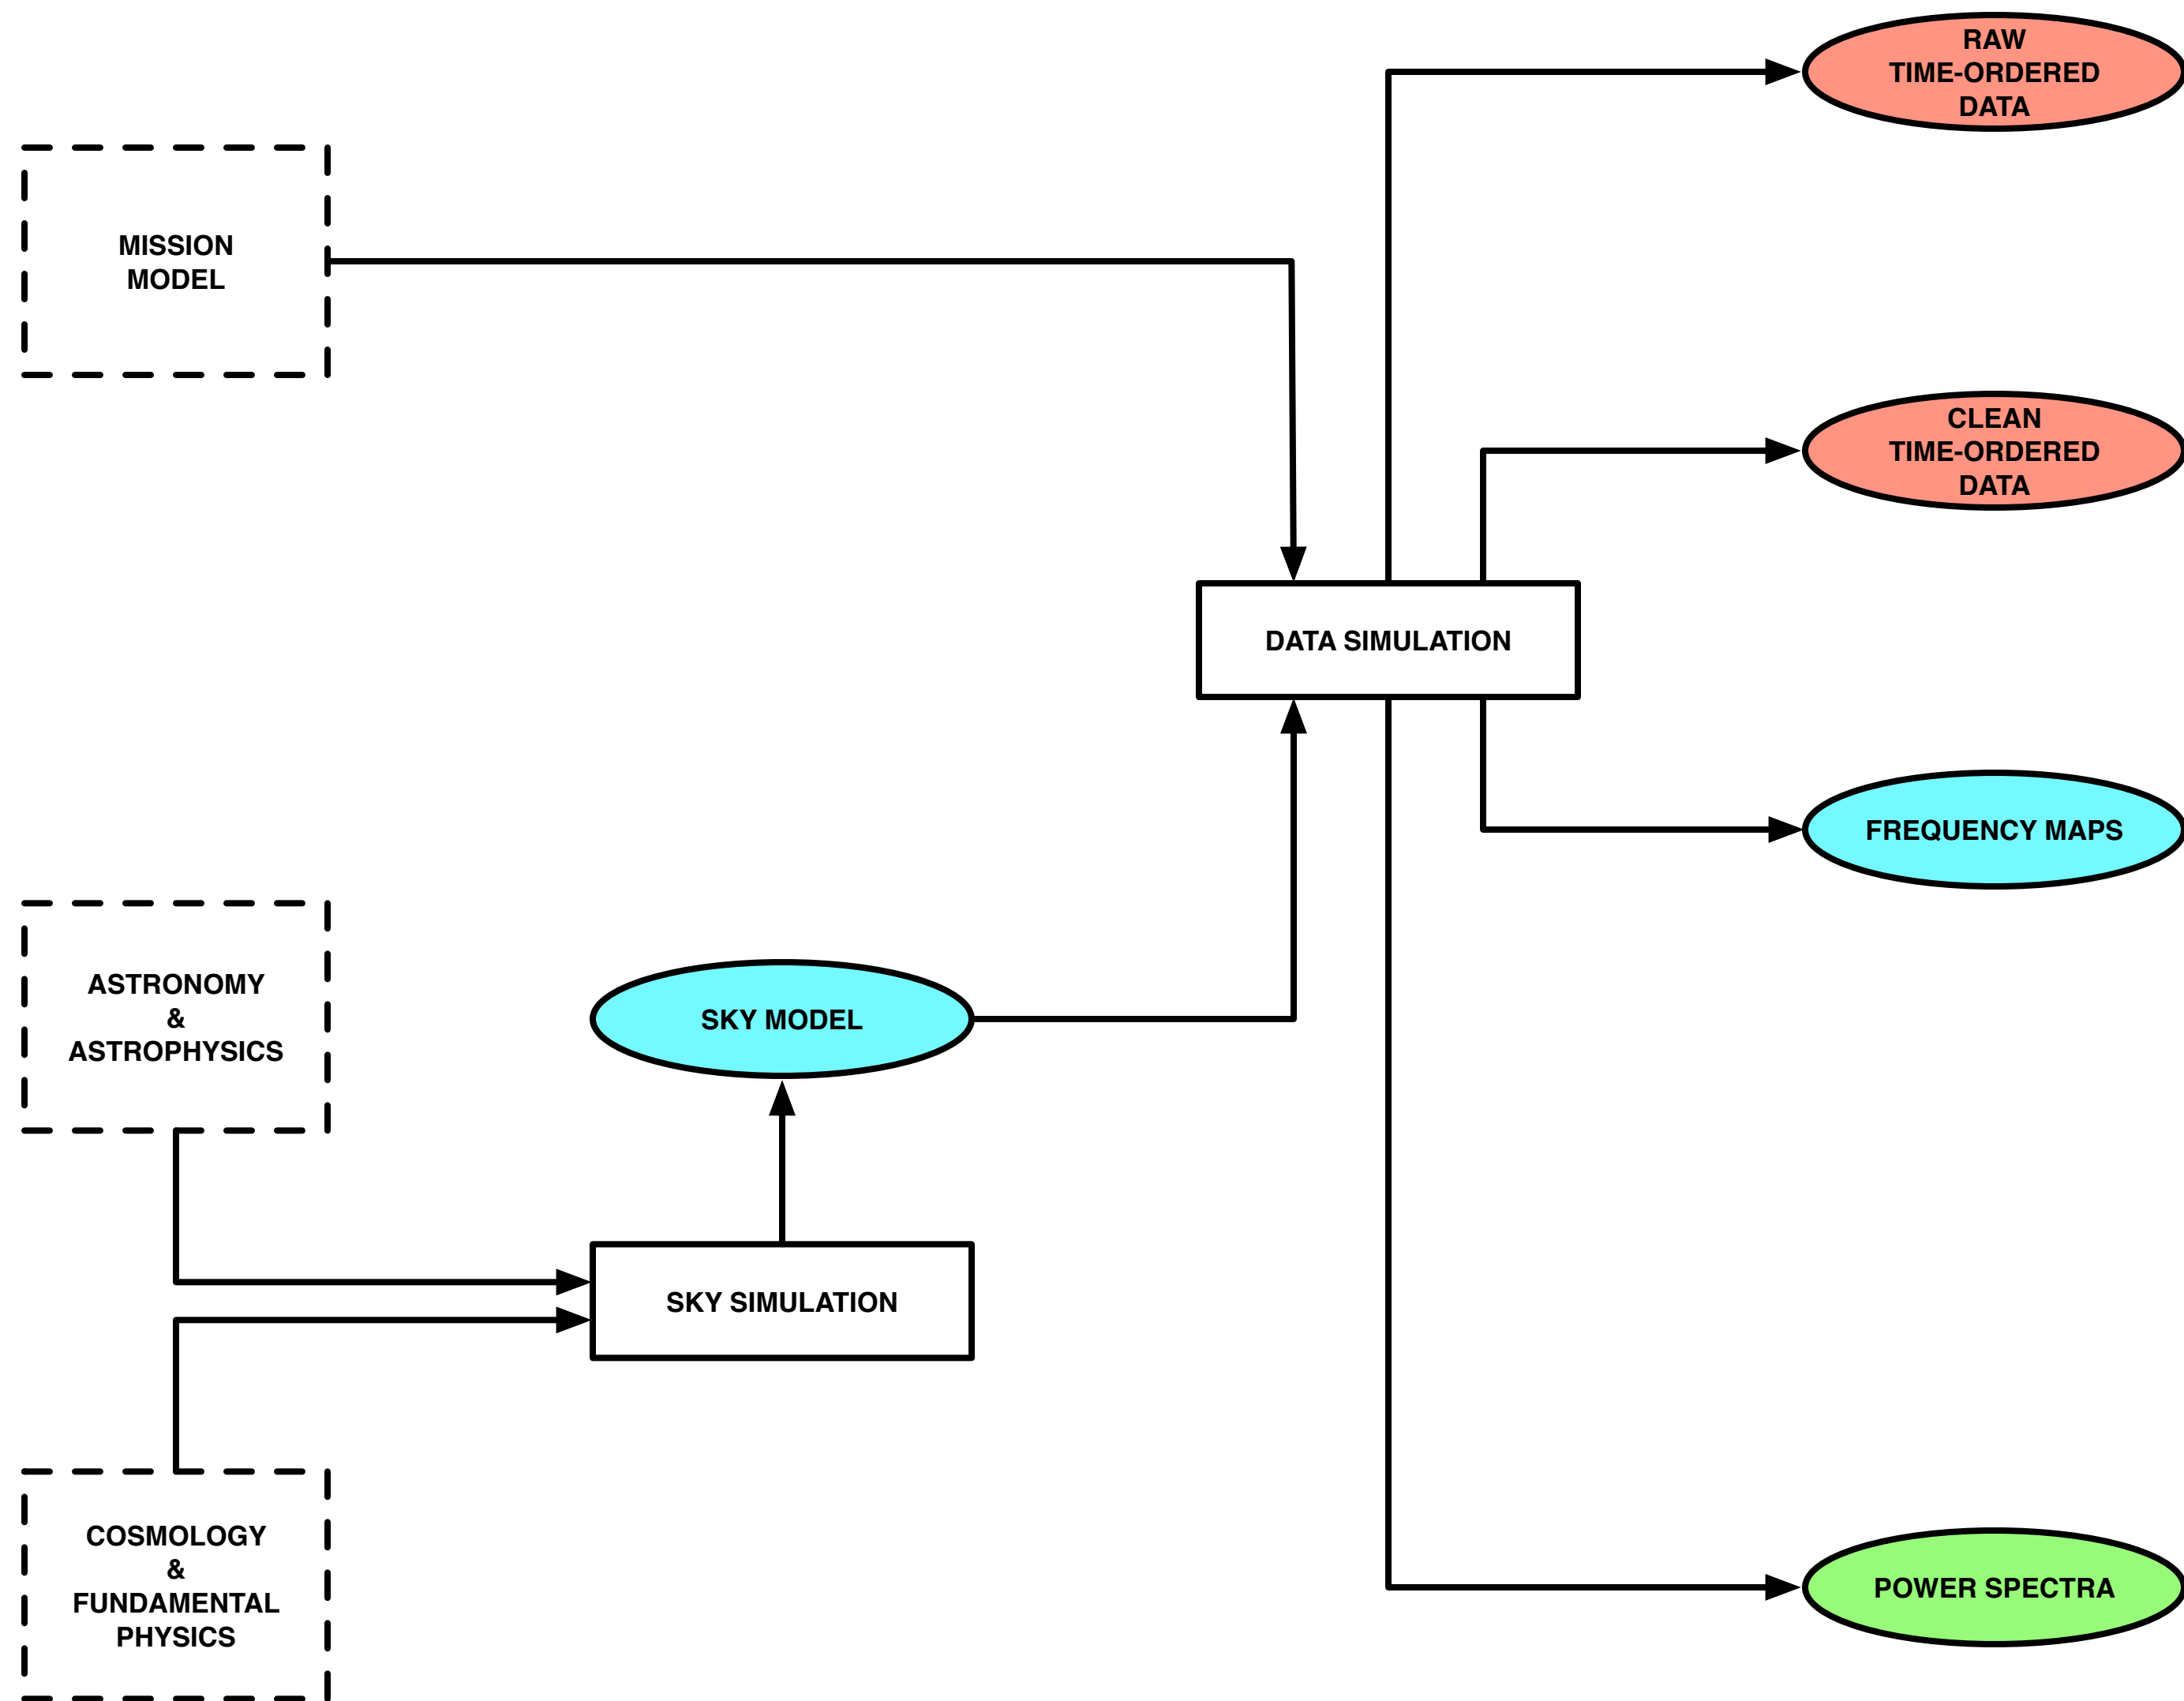 RAW
TIME-ORDERED
DATA
MISSION
MODEL
CLEAN
TIME-ORDERED
DATA
DATA SIMULATION
FREQUENCY MAPS
ASTRONOMY
&
ASTROPHYSICS
SKY MODEL
SKY SIMULATION
COSMOLOGY
&
FUNDAMENTAL
PHYSICS
POWER SPECTRA